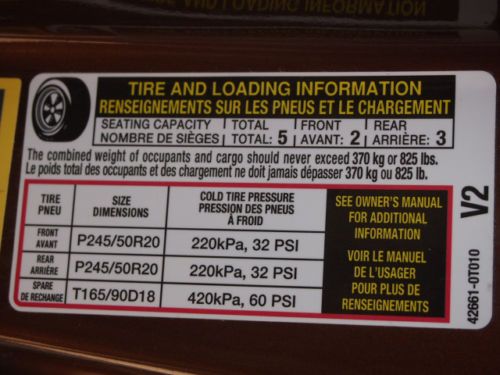 TIRE AND LOADING INFORMATION
RENSEIGNEMENTS SUR LES PNEUS ET LE CHARGEMENT
SEATING CAPACITY TOTAL FRONT REAR
NOMBRE DE SIÈGES TOTAL: 5 AVANT: 2 ARRIÈRE: 3
The combined weight of occupants and cargo should never exceed 370 kg or 825 lbs.
Le poids total des occupants et des chargement ne doit jamais dépasser 370 kg ou 825 lb.
TIRE
PNEU
SIZE
DIMENSIONS
COLD TIRE PRESSURE
PRESSION DES PNEUS
À FROID
FRONT
AVANT
P245/50R20
220kPa, 32 PSI
REAR
ARRIÈRE
P245/50R20
220kPa, 32 PSI
SPARE
DE RECHANGE
T165/90D18
420kPa, 60 PSI
SEE OWNER'S MANUAL
FOR ADDITIONAL
INFORMATION
VOIR LE MANUEL
DE L'USAGER
POUR PLUS DE
RENSEIGNEMENTS
42661-0T010
V2